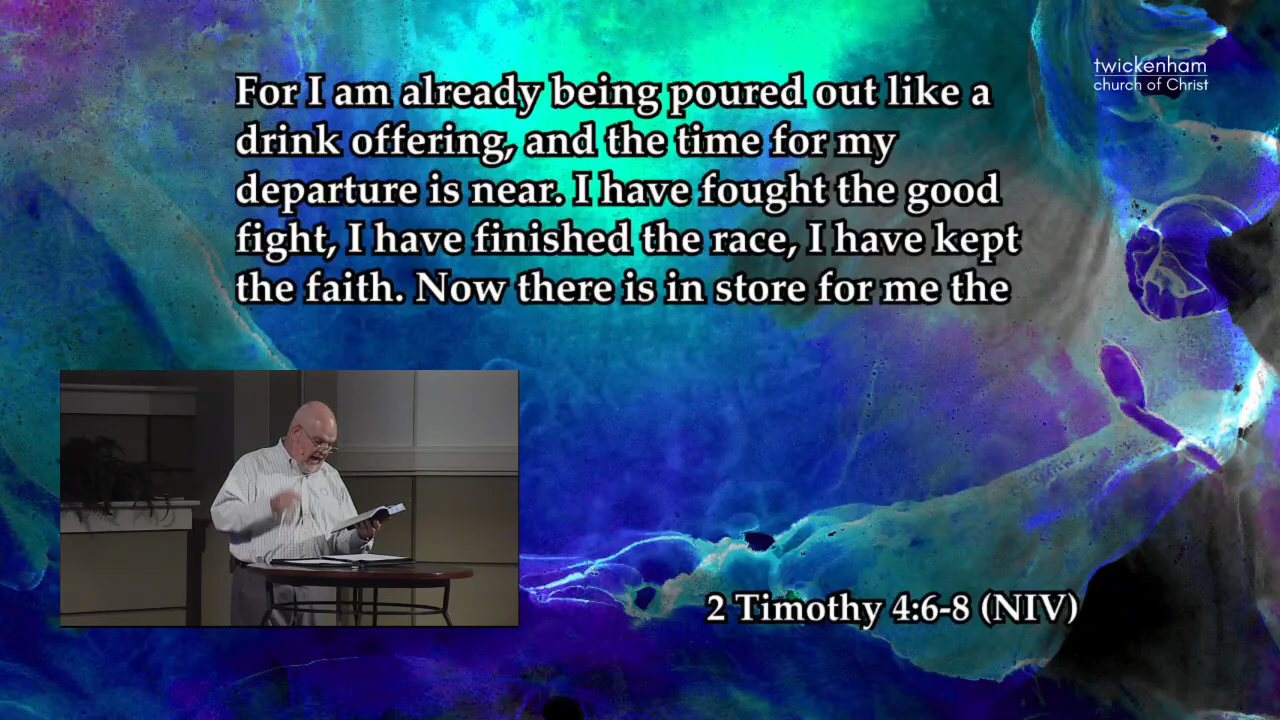 twickenham
church of Christ
For I am already being poured out like a
drink offering, and the time for my
departure is near. I have fought the good
fight, I have finished the race, I have kept
the faith. Now there is in store for me the
2 Timothy 4:6-8 (NIV)